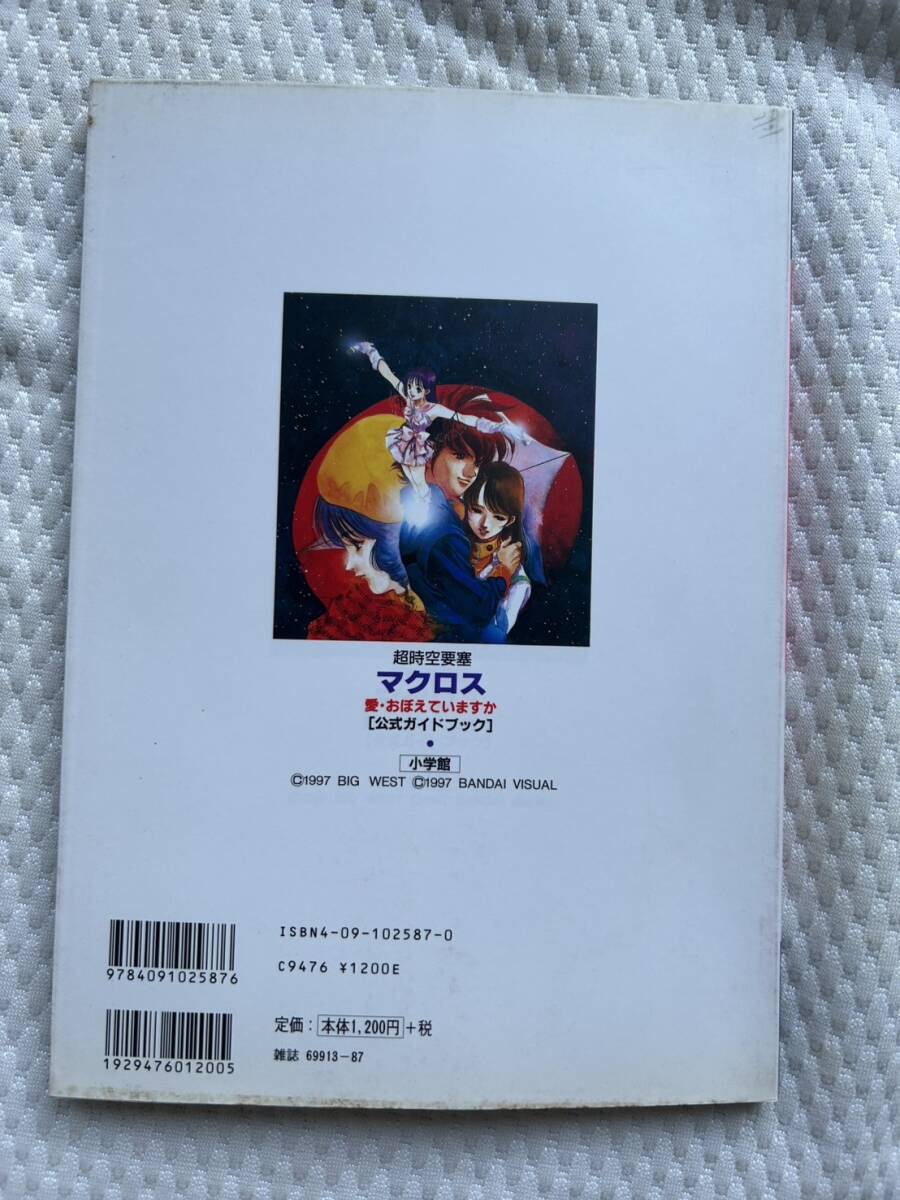 超時空要塞
マクロス
愛・おぼえていますか
[公式ガイドブック]
小学館
©1997 BIG WEST ©1997 BANDAI VISUAL
ISBN4-09-102587-0
9784091025876
C9476 ¥1200E
定価：本体1,200円+税
1929476012005
雑誌 69913-87